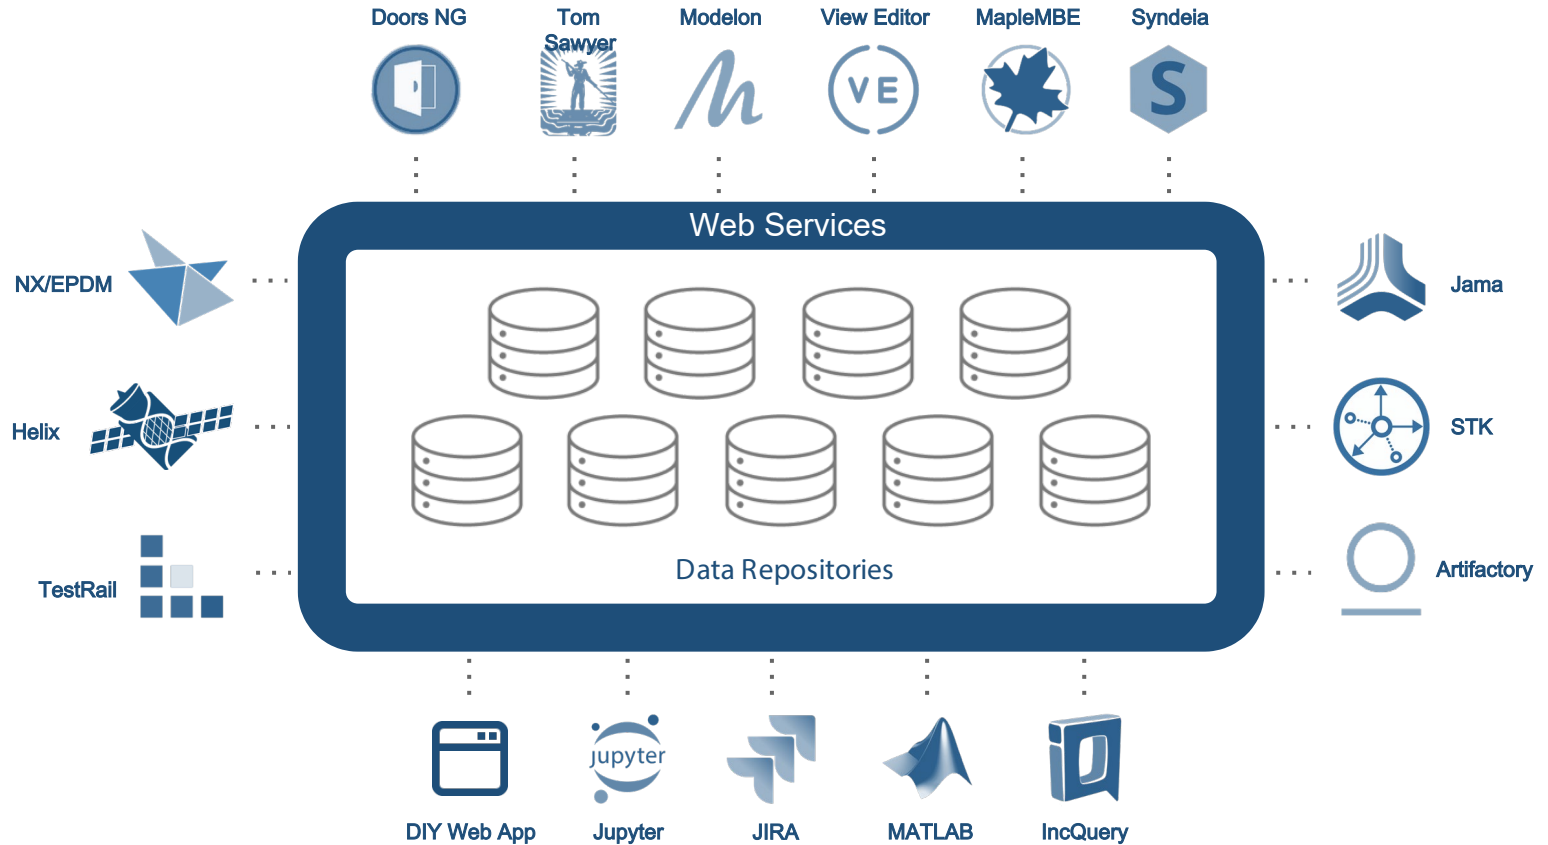 Doors NG
Tom
Sawyer
Modelon
View Editor
MapleMBE
Syndeia
VE
S
Web Services
NX/EPDM
Jama
Helix
STK
TestRail
Data Repositories
Artifactory
jupyter
DIY Web App
Jupyter
JIRA
MATLAB
IncQuery